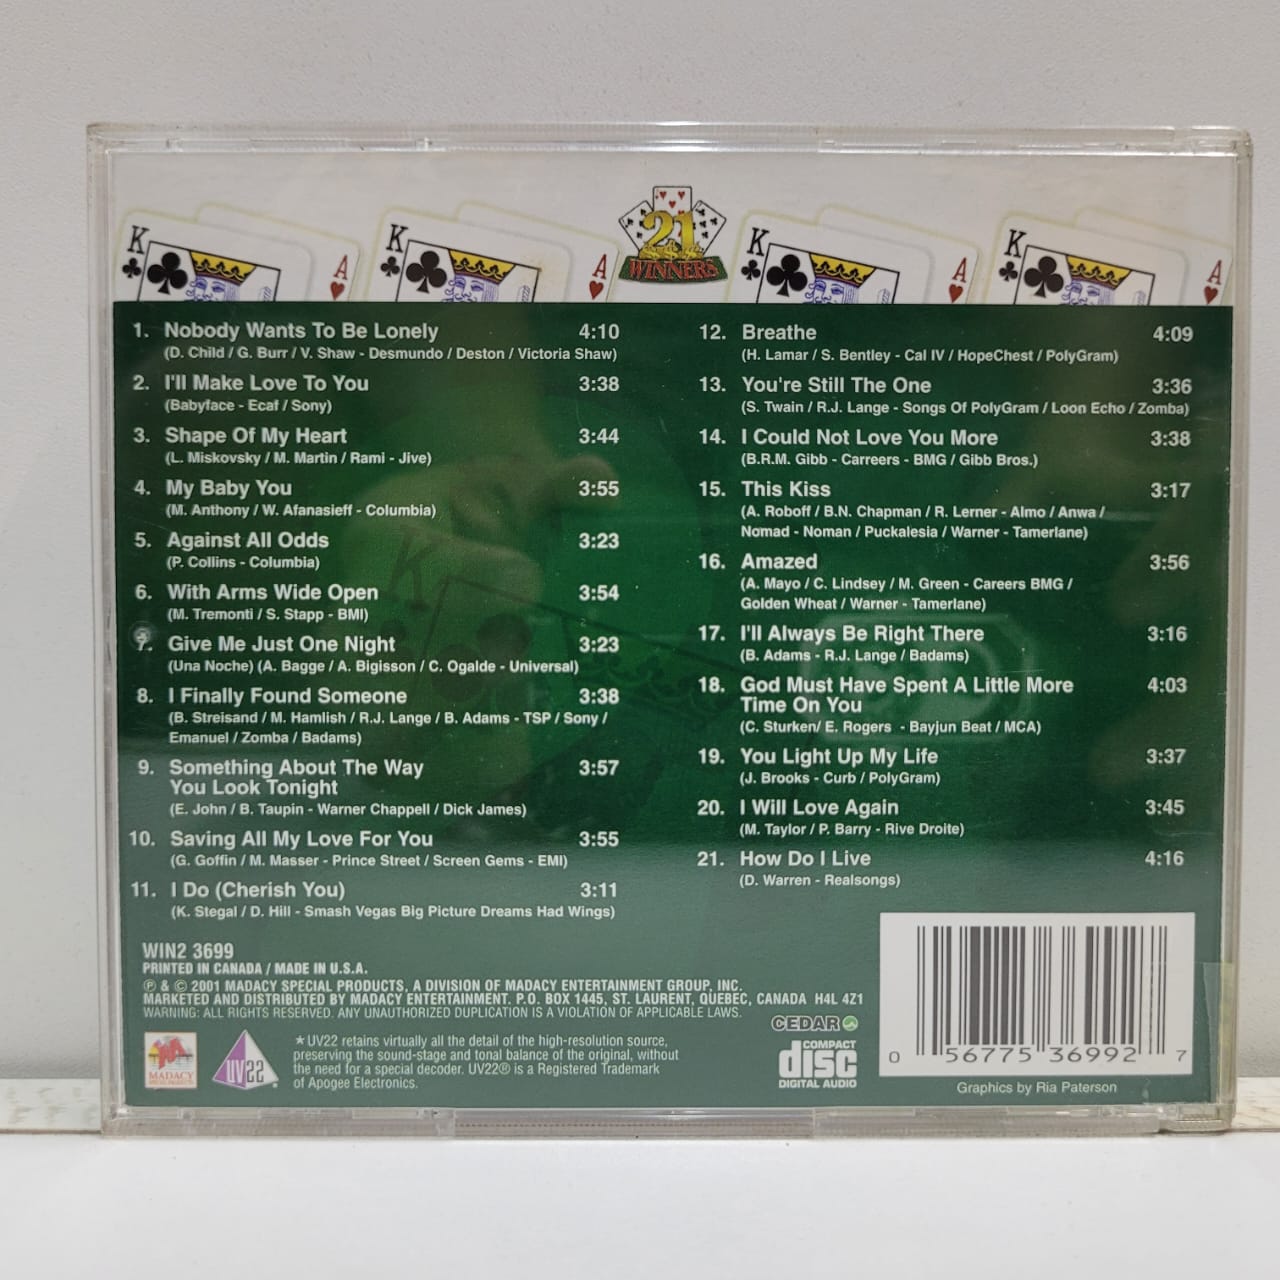 K A K A 21 WINNERS K A K A
1. Nobody Wants To Be Lonely 4:10
(D. Child / G. Burr / V. Shaw - Desmundo / Deston / Victoria Shaw)
2. I'll Make Love To You 3:38
(Babyface - Ecaf / Sony)
3. Shape Of My Heart 3:44
(L. Miskovsky / M. Martin / Rami - Jive)
4. My Baby You 3:55
(M. Anthony / W. Afanasieff - Columbia)
5. Against All Odds 3:23
(P. Collins - Columbia)
6. With Arms Wide Open 3:54
(M. Tremonti / S. Stapp - BMI)
7. Give Me Just One Night 3:23
(Una Noche) (A. Bagge / A. Bigisson / C. Ogalde - Universal)
8. I Finally Found Someone 3:38
(B. Streisand / M. Hamlish / R.J. Lange / B. Adams - TSP / Sony /
Emanuel / Zomba / Badams)
9. Something About The Way 3:57
You Look Tonight
(E. John / B. Taupin - Warner Chappell / Dick James)
10. Saving All My Love For You 3:55
(G. Goffin / M. Masser - Prince Street / Screen Gems - EMI)
11. I Do (Cherish You) 3:11
(K. Stegal / D. Hill - Smash Vegas Big Picture Dreams Had Wings)
12. Breathe 4:09
(H. Lamar / S. Bentley - Cal IV / HopeChest / PolyGram)
13. You're Still The One 3:36
(S. Twain / R.J. Lange - Songs Of PolyGram / Loon Echo / Zomba)
14. I Could Not Love You More 3:38
(B.R.M. Gibb - Carreers - BMG / Gibb Bros.)
15. This Kiss 3:17
(A. Roboff / B.N. Chapman / R. Lerner - Almo / Anwa /
Nomad - Noman / Puckalesia / Warner - Tamerlane)
16. Amazed 3:56
(A. Mayo / C. Lindsey / M. Green - Careers BMG /
Golden Wheat / Warner - Tamerlane)
17. I'll Always Be Right There 3:16
(B. Adams - R.J. Lange / Badams)
18. God Must Have Spent A Little More 4:03
Time On You
(C. Sturken/ E. Rogers - Bayjun Beat / MCA)
19. You Light Up My Life 3:37
(J. Brooks - Curb / PolyGram)
20. I Will Love Again 3:45
(M. Taylor / P. Barry - Rive Droite)
21. How Do I Live 4:16
(D. Warren - Realsongs)
WIN2 3699
PRINTED IN CANADA / MADE IN U.S.A.
℗ & © 2001 MADACY SPECIAL PRODUCTS, A DIVISION OF MADACY ENTERTAINMENT GROUP, INC.
MARKETED AND DISTRIBUTED BY MADACY ENTERTAINMENT. P.O. BOX 1445, ST. LAURENT, QUEBEC, CANADA H4L 4Z1
WARNING: ALL RIGHTS RESERVED. ANY UNAUTHORIZED DUPLICATION IS A VIOLATION OF APPLICABLE LAWS.
MADACY
UV22
* UV22 retains virtually all the detail of the high-resolution source,
preserving the sound-stage and tonal balance of the original, without
the need for a special decoder. UV22® is a Registered Trademark
of Apogee Electronics.
CEDAR
COMPACT
disc
DIGITAL AUDIO
0 56775 36992 7
Graphics by Ria Paterson